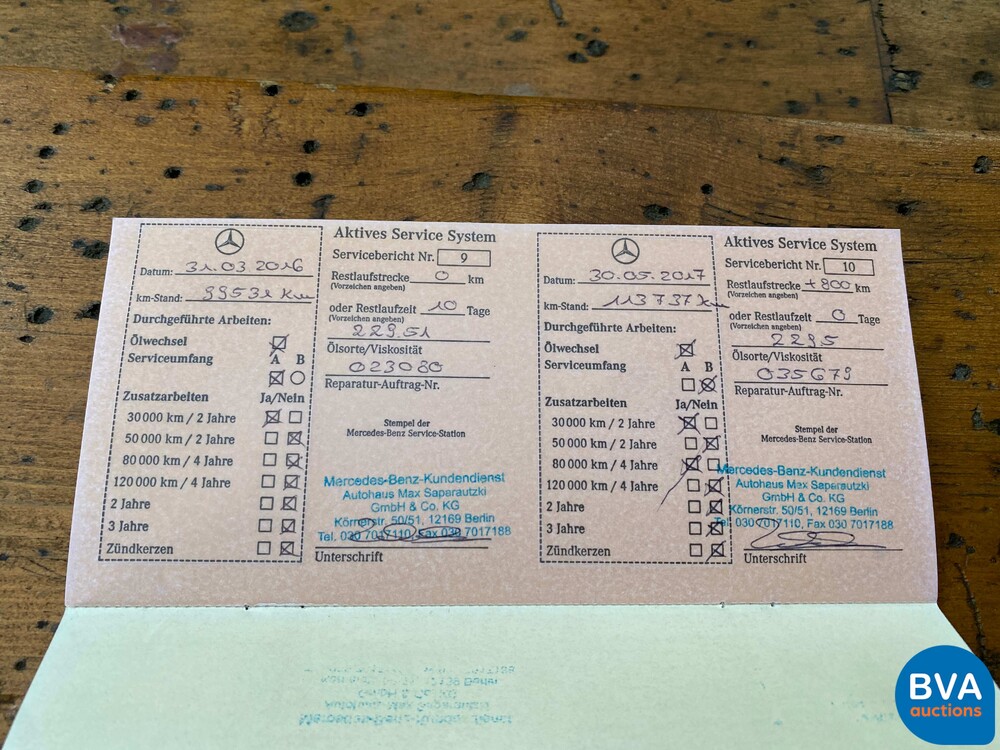 Datum: 31.03 2016
km-Stand: 99531 Km
Durchgeführte Arbeiten:
Ölwechsel
Serviceumfang A B
Zusatzarbeiten Ja/Nein
30 000 km / 2 Jahre
50 000 km / 2 Jahre
80 000 km / 4 Jahre
120 000 km / 4 Jahre
2 Jahre
3 Jahre
Zündkerzen
Aktives Service System
Servicebericht Nr. 9
Restlaufstrecke 0 km
(Vorzeichen angeben)
oder Restlaufzeit 10 Tage
(Vorzeichen angeben)
229.51
Ölsorte/Viskosität
023080
Reparatur-Auftrag-Nr.
Stempel der
Mercedes-Benz Service-Station
Mercedes-Benz-Kundendienst
Autohaus Max Saparautzki
GmbH & Co. KG
Körnerstr. 50/51, 12169 Berlin
Tel. 030 7017110, Fax 030 7017188
Unterschrift
Datum: 30.05.2017
km-Stand: 113737 Km
Durchgeführte Arbeiten:
Ölwechsel
Serviceumfang A B
Zusatzarbeiten Ja/Nein
30 000 km / 2 Jahre
50 000 km / 2 Jahre
80 000 km / 4 Jahre
120 000 km / 4 Jahre
2 Jahre
3 Jahre
Zündkerzen
Aktives Service System
Servicebericht Nr. 10
Restlaufstrecke +800 km
(Vorzeichen angeben)
oder Restlaufzeit 0 Tage
(Vorzeichen angeben)
2295
Ölsorte/Viskosität
035679
Reparatur-Auftrag-Nr.
Stempel der
Mercedes-Benz Service-Station
Mercedes-Benz-Kundendienst
Autohaus Max Saparautzki
GmbH & Co. KG
Körnerstr. 50/51, 12169 Berlin
Tel. 030 7017110, Fax 030 7017188
Unterschrift
BVA
auctions